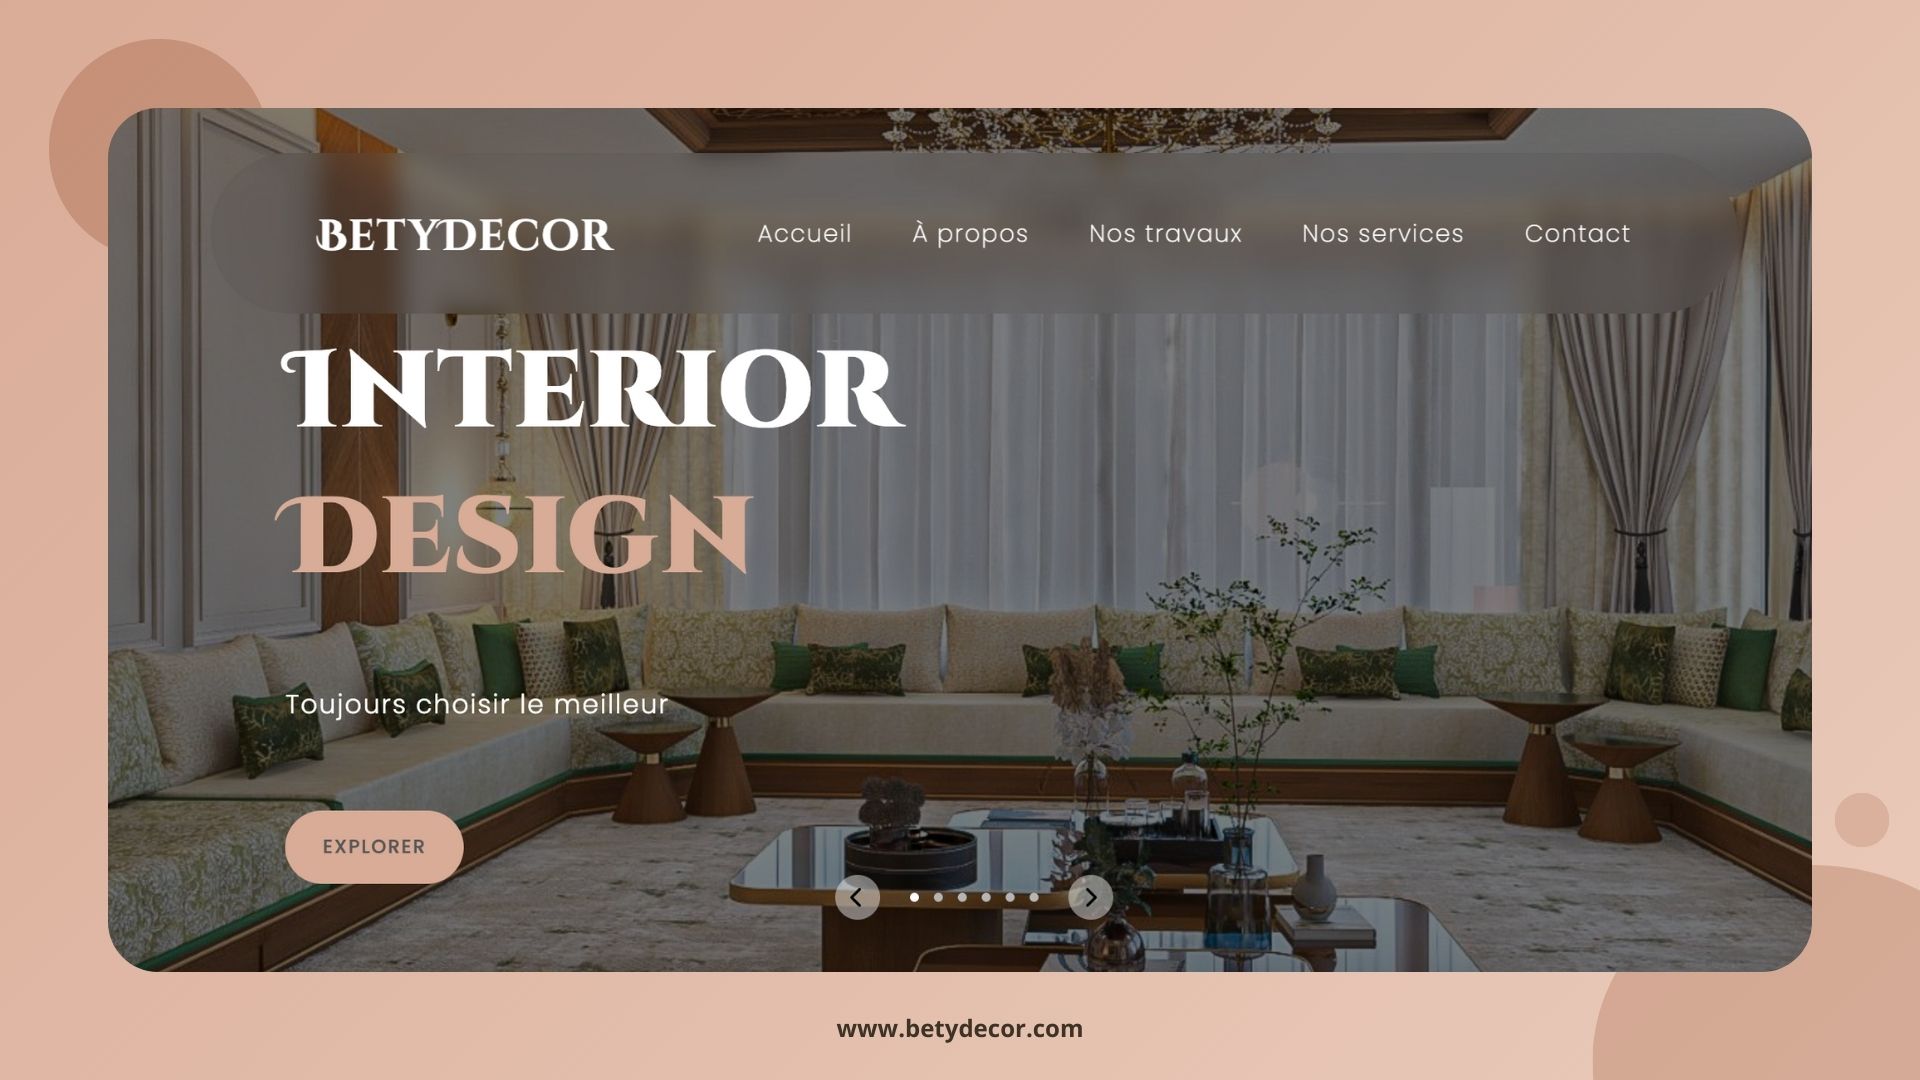 BETYDECOR
Accueil À propos Nos travaux Nos services Contact
INTERIOR
DESIGN
Toujours choisir le meilleur
EXPLORER
www.betydecor.com